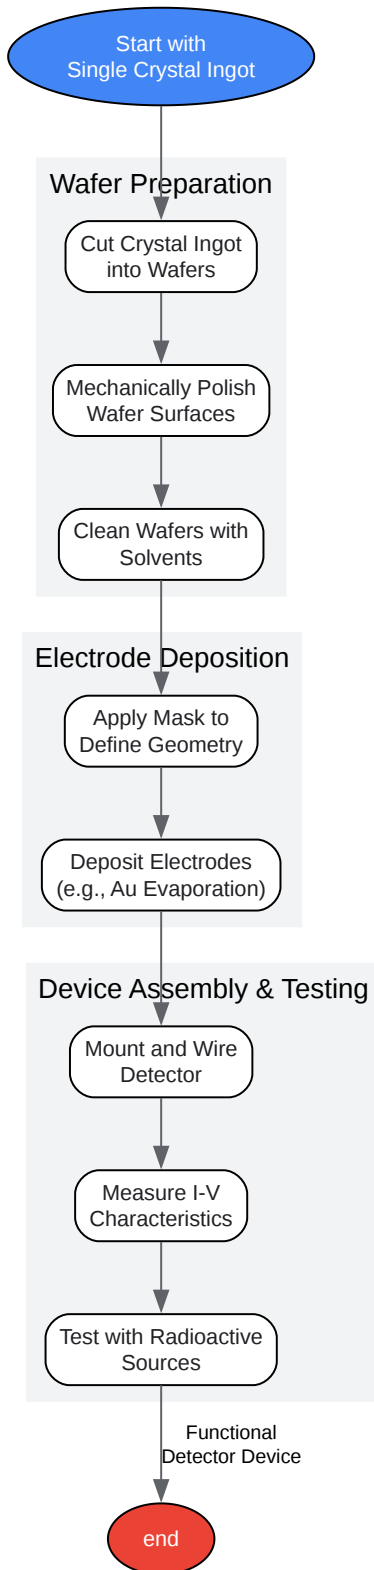 Start with
Single Crystal Ingot
Wafer Preparation
Cut Crystal Ingot
into Wafers
Mechanically Polish
Wafer Surfaces
Clean Wafers with
Solvents
Electrode Deposition
Apply Mask to
Define Geometry
Deposit Electrodes
(e.g., Au Evaporation)
Device Assembly & Testing
Mount and Wire
Detector
Measure I-V
Characteristics
Test with Radioactive
Sources
Functional
Detector Device
end